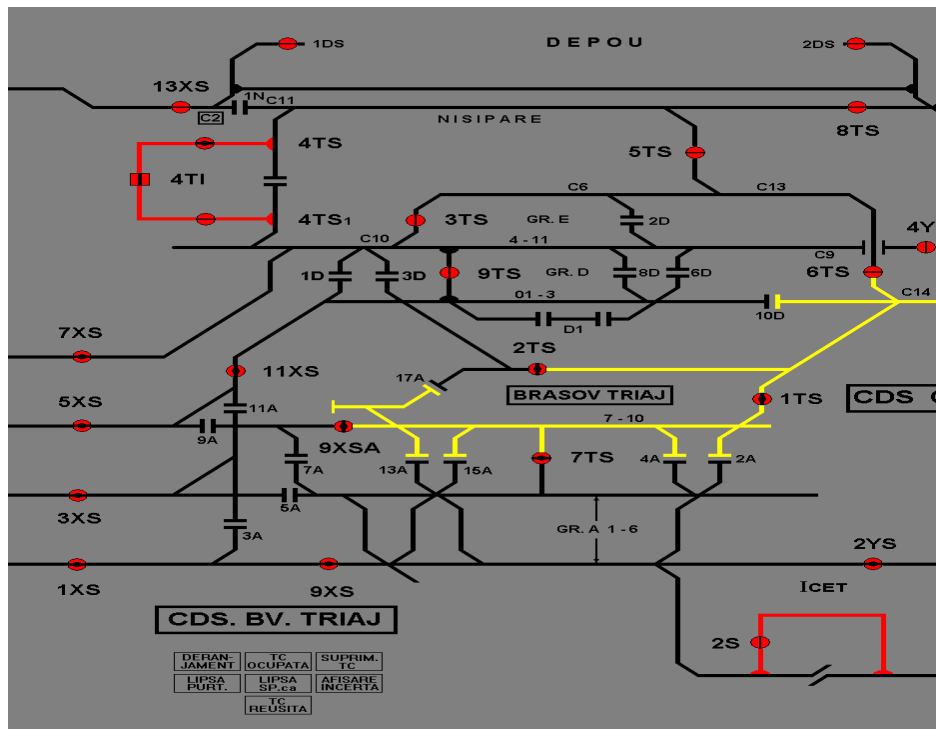 1DS
DEPOU
2DS
13XS
1N
C11
C2
NISIPARE
8TS
4TS
5TS
4TI
C6
C13
4TS1
3TS
GR. E
2D
4Y
C10
4 - 11
C9
1D
3D
9TS
GR. D
8D
6D
6TS
01 - 3
C14
10D
D1
7XS
2TS
11XS
17A
BRASOV TRIAJ
1TS
CDS
5XS
11A
7 - 10
9A
9XSA
7A
13A
15A
7TS
4A
2A
3XS
5A
GR. A 1 - 6
3A
2YS
1XS
9XS
ICET
CDS. BV. TRIAJ
2S
DERAN-
JAMENT
TC
OCUPATA
SUPRIM.
TC
LIPSA
PURT.
LIPSA
SP.ca
AFISARE
INCERTA
TC
REUSITA